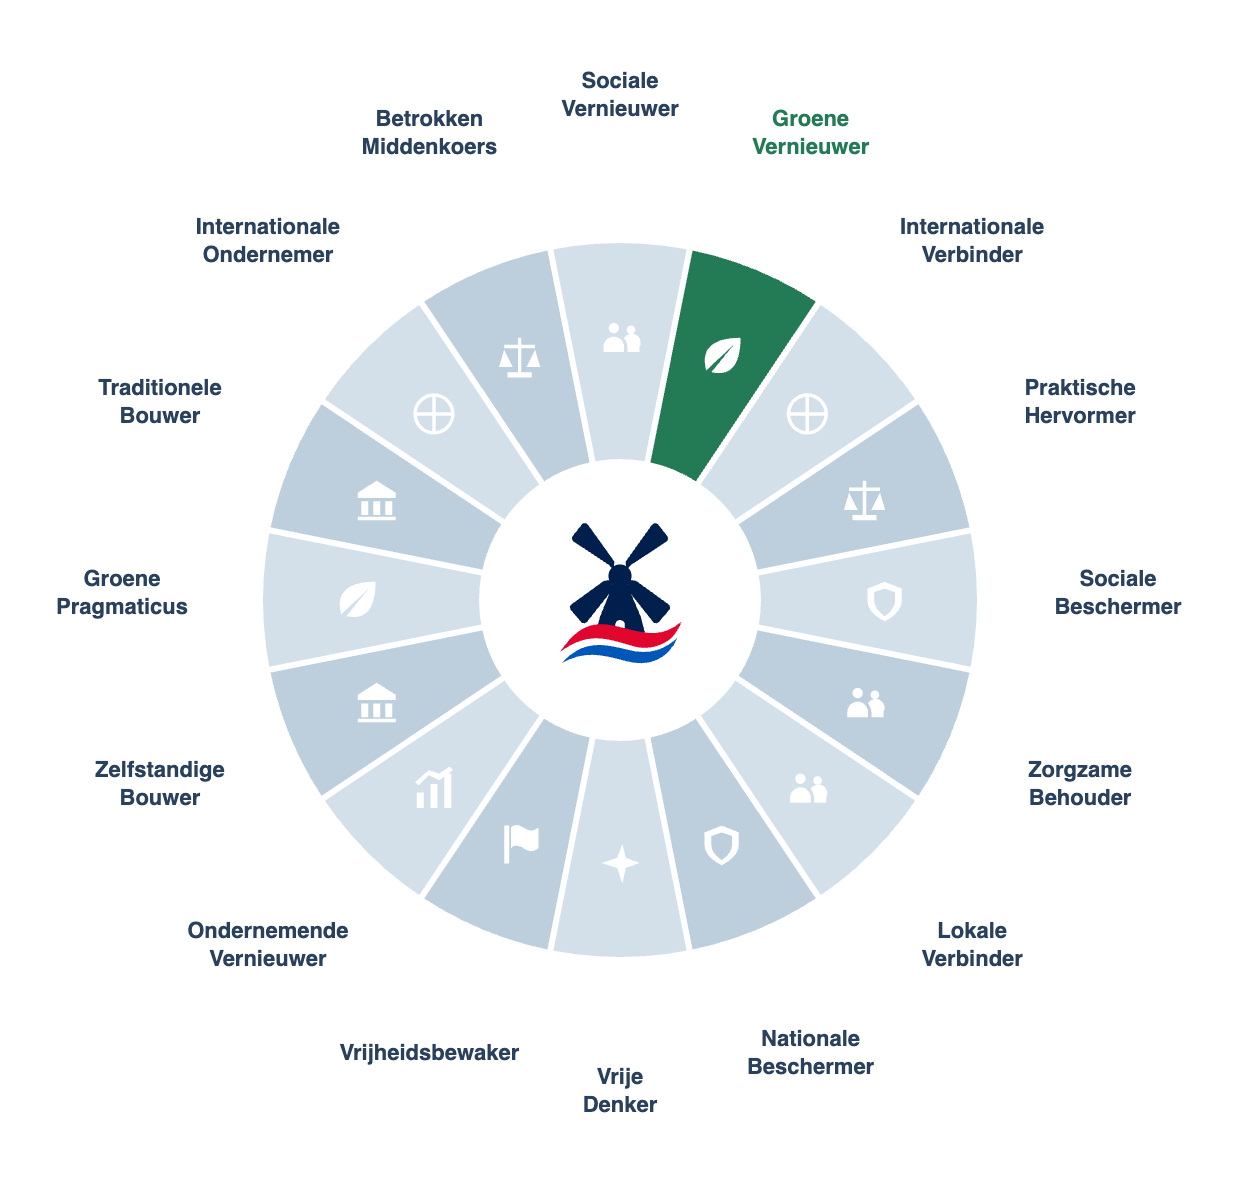 Sociale
Vernieuwer
Groene
Vernieuwer
Internationale
Verbinder
Praktische
Hervormer
Sociale
Beschermer
Zorgzame
Behouder
Lokale
Verbinder
Nationale
Beschermer
Vrije
Denker
Vrijheidsbewaker
Ondernemende
Vernieuwer
Zelfstandige
Bouwer
Groene
Pragmaticus
Traditionele
Bouwer
Internationale
Ondernemer
Betrokken
Middenkoers